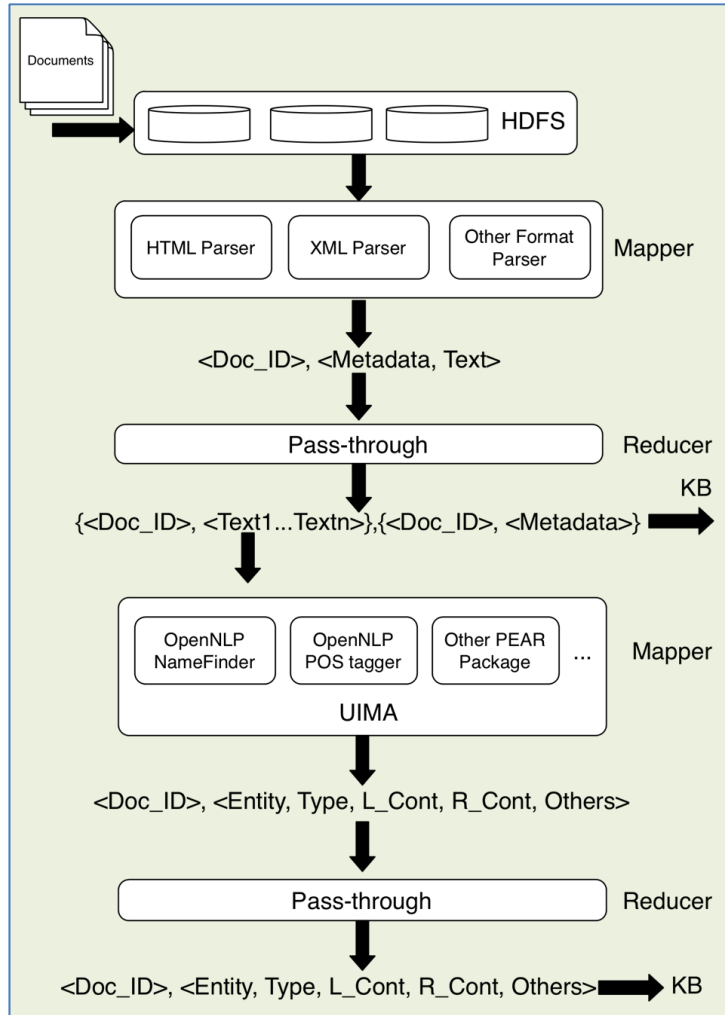 Documents
HDFS
HTML Parser
XML Parser
Other Format
Parser
Mapper
<Doc_ID>, <Metadata, Text>
Pass-through
Reducer
KB
{<Doc_ID>, <Text1...Textn>},{<Doc_ID>, <Metadata>}
OpenNLP
NameFinder
OpenNLP
POS tagger
Other PEAR
Package
...
Mapper
UIMA
<Doc_ID>, <Entity, Type, L_Cont, R_Cont, Others>
Pass-through
Reducer
<Doc_ID>, <Entity, Type, L_Cont, R_Cont, Others>
KB